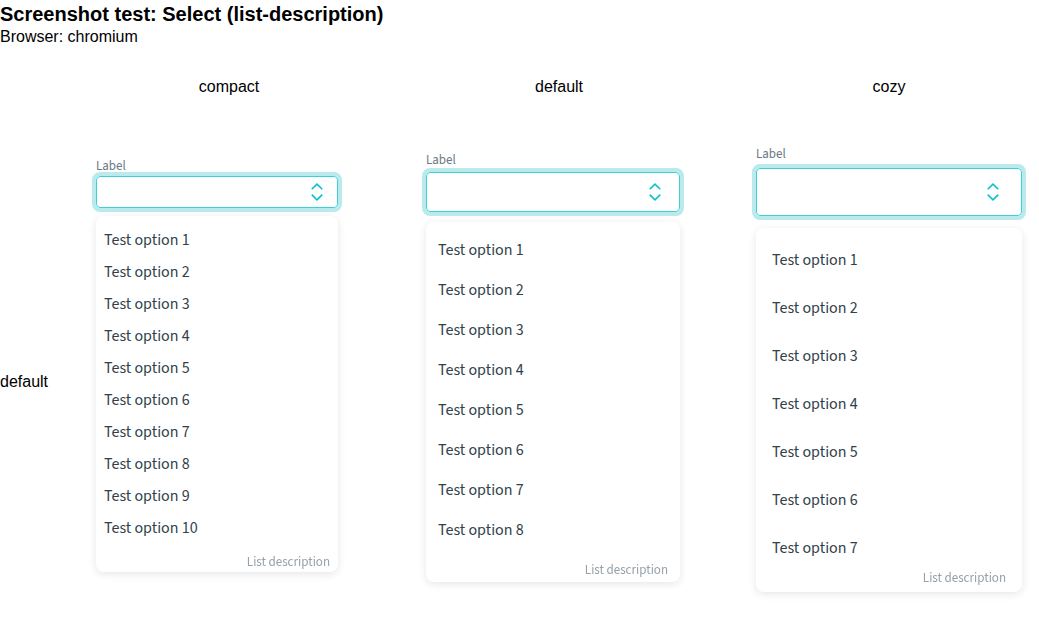 Screenshot test: Select (list-description)
Browser: chromium
compact
default
cozy
default
Label
Test option 1
Test option 2
Test option 3
Test option 4
Test option 5
Test option 6
Test option 7
Test option 8
Test option 9
Test option 10
List description
Label
Test option 1
Test option 2
Test option 3
Test option 4
Test option 5
Test option 6
Test option 7
Test option 8
List description
Label
Test option 1
Test option 2
Test option 3
Test option 4
Test option 5
Test option 6
Test option 7
List description